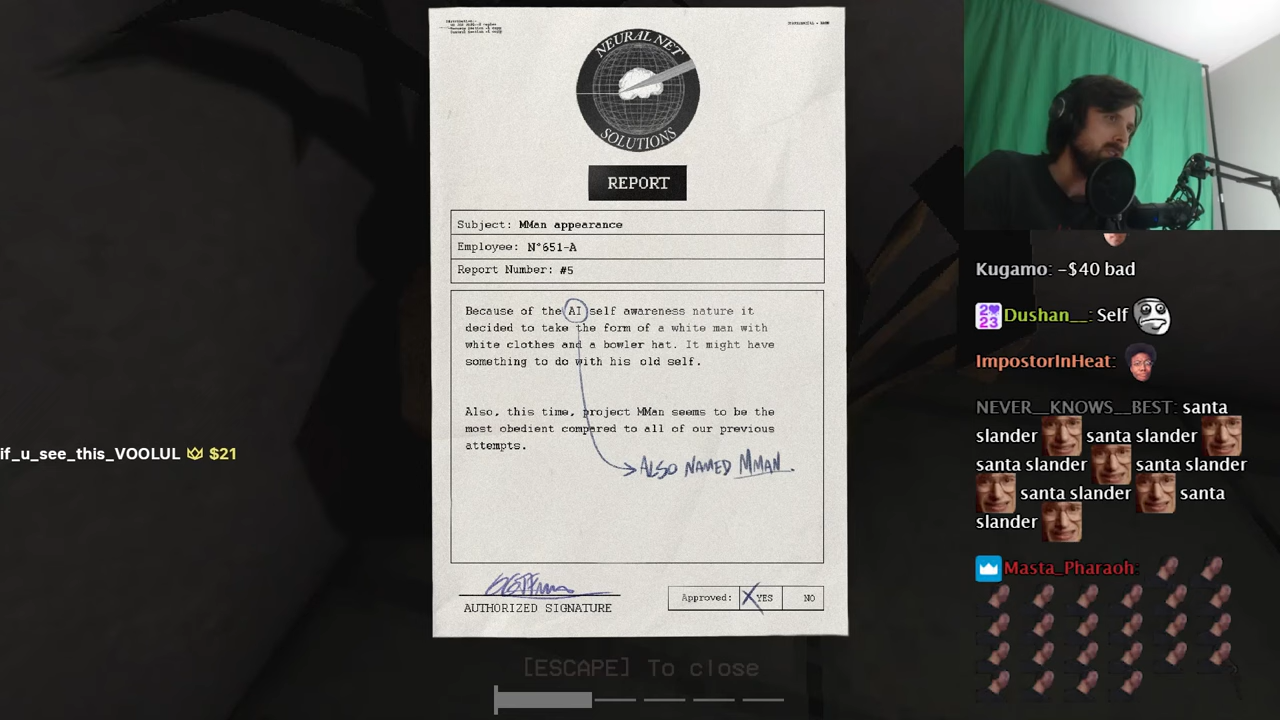 NEURAL NET
SOLUTIONS
REPORT
Subject: MMan appearance
Employee: N°651-A
Report Number: #5
Because of the AI self awareness nature it
decided to take the form of a white man with
white clothes and a bowler hat. It might have
something to do with his old self.
Also, this time, project MMan seems to be the
most obedient compared to all of our previous
attempts.
ALSO NAMED MMAN.
AUTHORIZED SIGNATURE
Approved: YES NO
[ESCAPE] To close
if_u_see_this_VOOLUL $21
Kugamo: -$40 bad
Dushan__: Self
ImpostorInHeat:
NEVER__KNOWS__BEST: santa
slander santa slander
santa slander santa slander
santa slander santa
slander
Masta_Pharaoh: